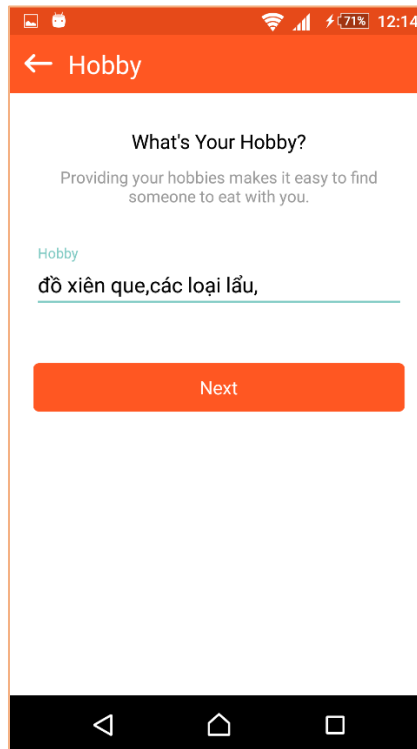 71% 12:14
Hobby
What's Your Hobby?
Providing your hobbies makes it easy to find
someone to eat with you.
Hobby
đồ xiên que,các loại lẩu,
Next